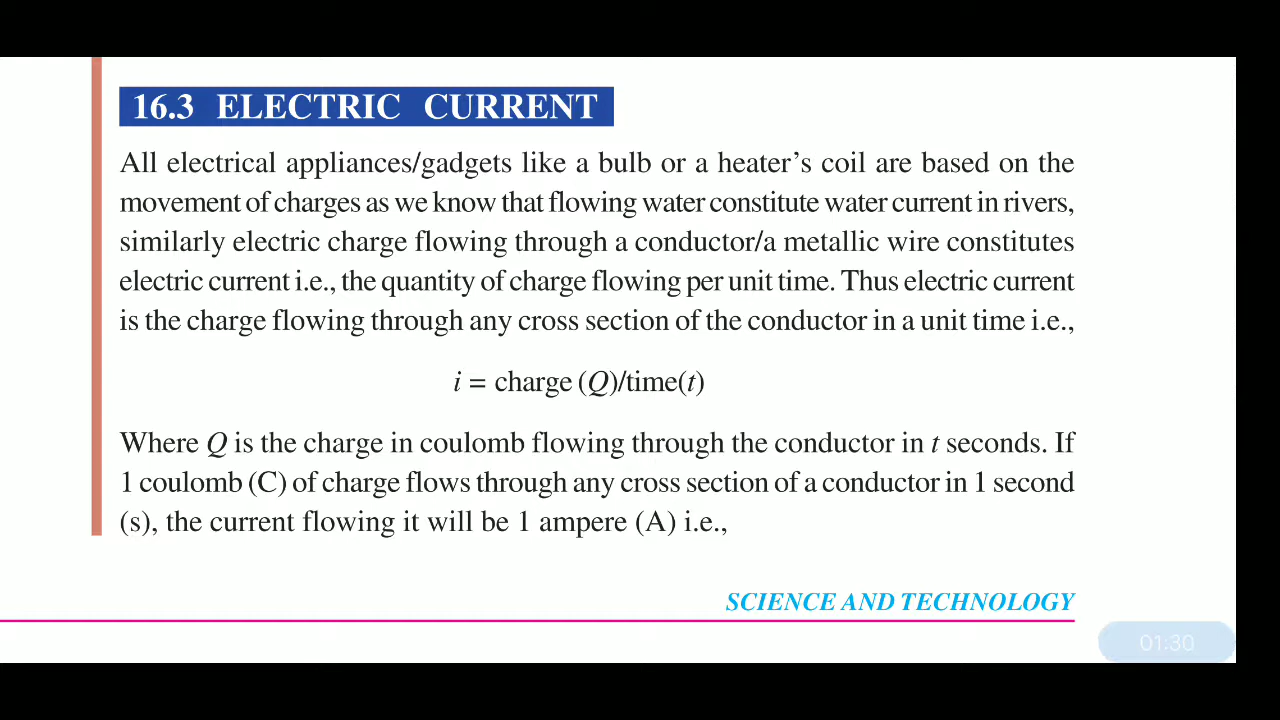 16.3 ELECTRIC CURRENT
All electrical appliances/gadgets like a bulb or a heater’s coil are based on the
movement of charges as we know that flowing water constitute water current in rivers,
similarly electric charge flowing through a conductor/a metallic wire constitutes
electric current i.e., the quantity of charge flowing per unit time. Thus electric current
is the charge flowing through any cross section of the conductor in a unit time i.e.,
i = charge (Q)/time(t)
Where Q is the charge in coulomb flowing through the conductor in t seconds. If
1 coulomb (C) of charge flows through any cross section of a conductor in 1 second
(s), the current flowing it will be 1 ampere (A) i.e.,
SCIENCE AND TECHNOLOGY
01:30